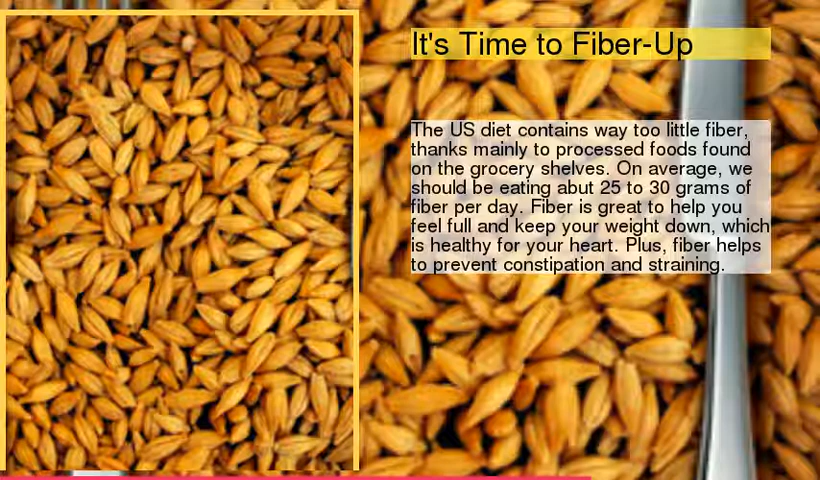 It's Time to Fiber-Up
The US diet contains way too little fiber,
thanks mainly to processed foods found
on the grocery shelves. On average, we
should be eating abut 25 to 30 grams of
fiber per day. Fiber is great to help you
feel full and keep your weight down, which
is healthy for your heart. Plus, fiber helps
to prevent constipation and straining.